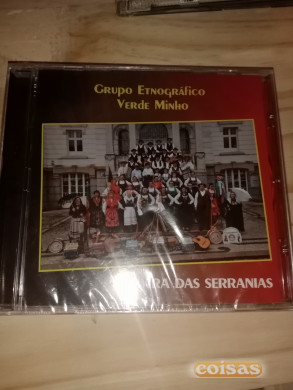 Grupo Etnográfico
Verde Minho
RA DAS SERRANIAS
coisas